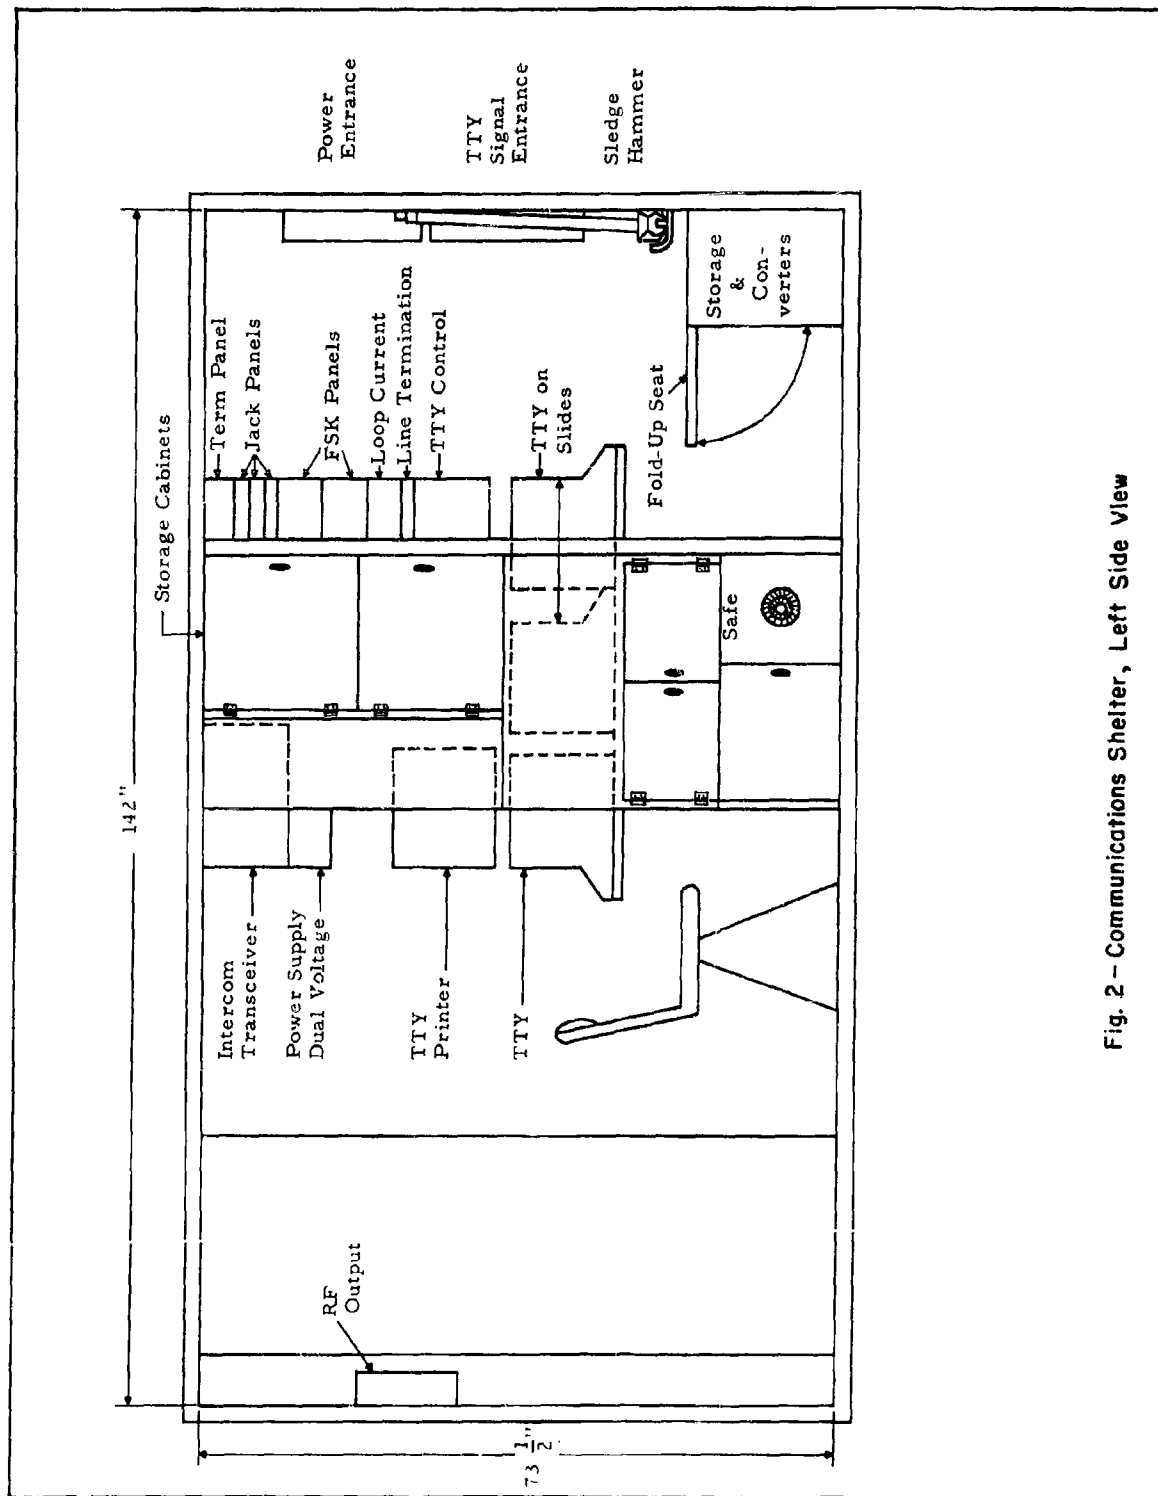 142"
Storage Cabinets
Term Panel
Jack Panels
FSK Panels
Loop Current
Line Termination
TTY Control
TTY on
Slides
Fold-Up Seat
Power
Entrance
TTY
Signal
Entrance
Sledge
Hammer
Storage
&
Con-
verters
Safe
Intercom
Transceiver
Power Supply
Dual Voltage
TTY
Printer
TTY
RF
Output
73 1/2"
Fig. 2 - Communications Shelter, Left Side View